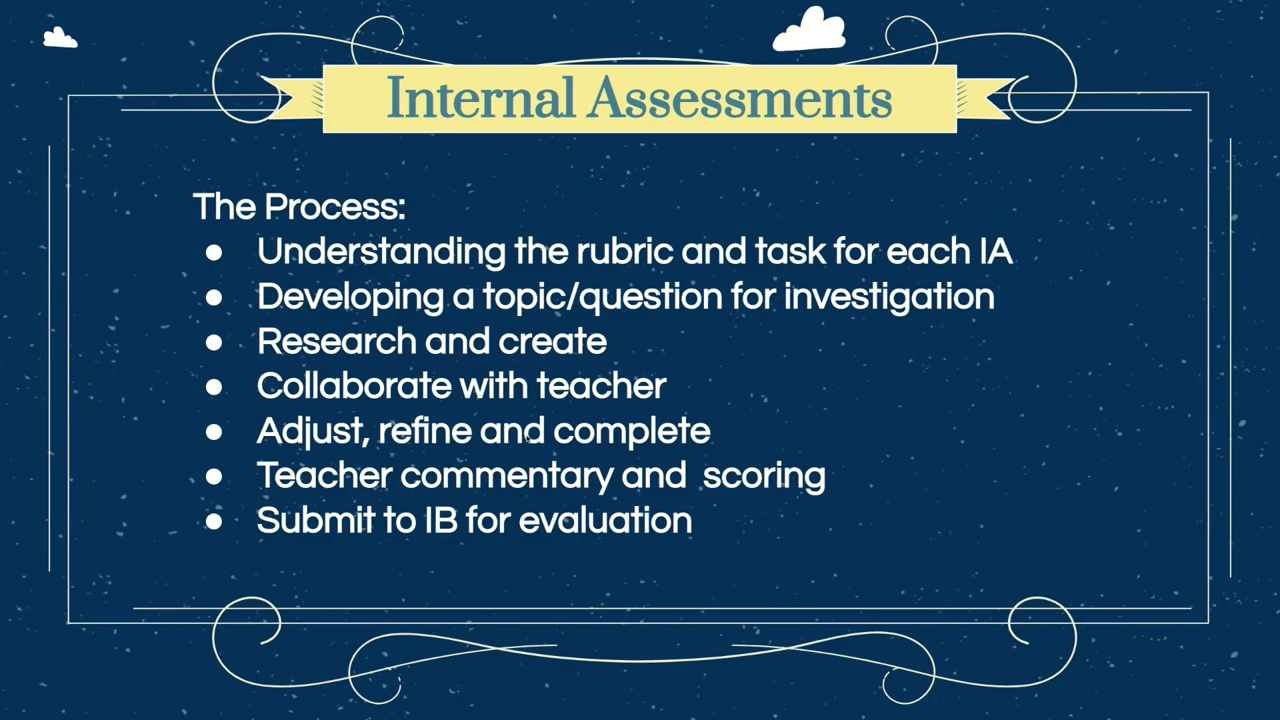 Internal Assessments
The Process:
● Understanding the rubric and task for each IA
● Developing a topic/question for investigation
● Research and create
● Collaborate with teacher
● Adjust, refine and complete
● Teacher commentary and  scoring
● Submit to IB for evaluation